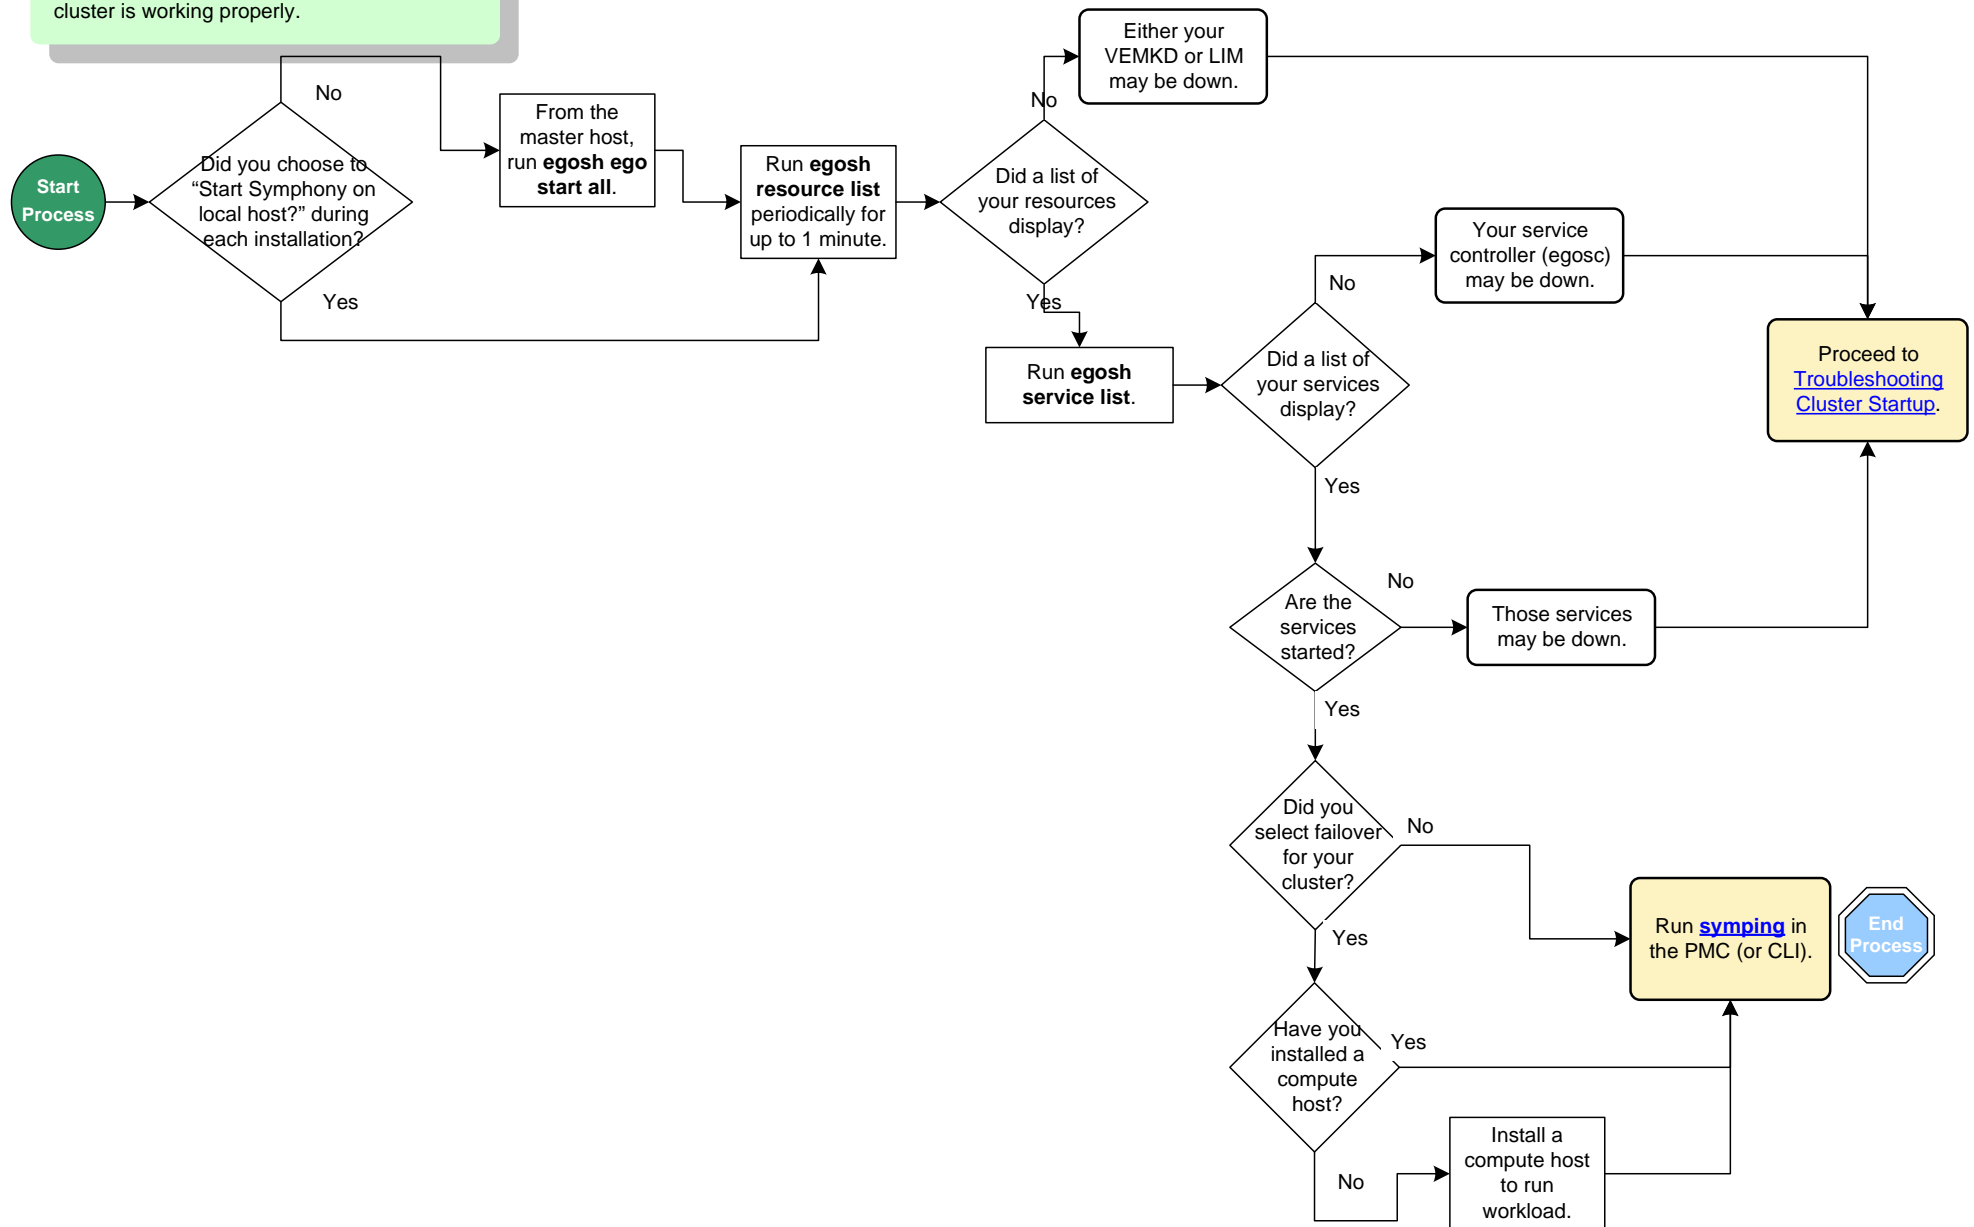 cluster is working properly.
Start
Process
Did you choose to
“Start Symphony on
local host?” during
each installation?
No
Yes
From the
master host,
run egosh ego
start all.
Run egosh
resource list
periodically for
up to 1 minute.
Did a list of
your resources
display?
No
Yes
Either your
VEMKD or LIM
may be down.
Run egosh
service list.
Did a list of
your services
display?
No
Yes
Your service
controller (egosc)
may be down.
Proceed to
Troubleshooting
Cluster Startup.
Are the
services
started?
No
Yes
Those services
may be down.
Did you
select failover
for your
cluster?
No
Yes
Run symping in
the PMC (or CLI).
End
Process
Have you
installed a
compute
host?
Yes
No
Install a
compute host
to run
workload.